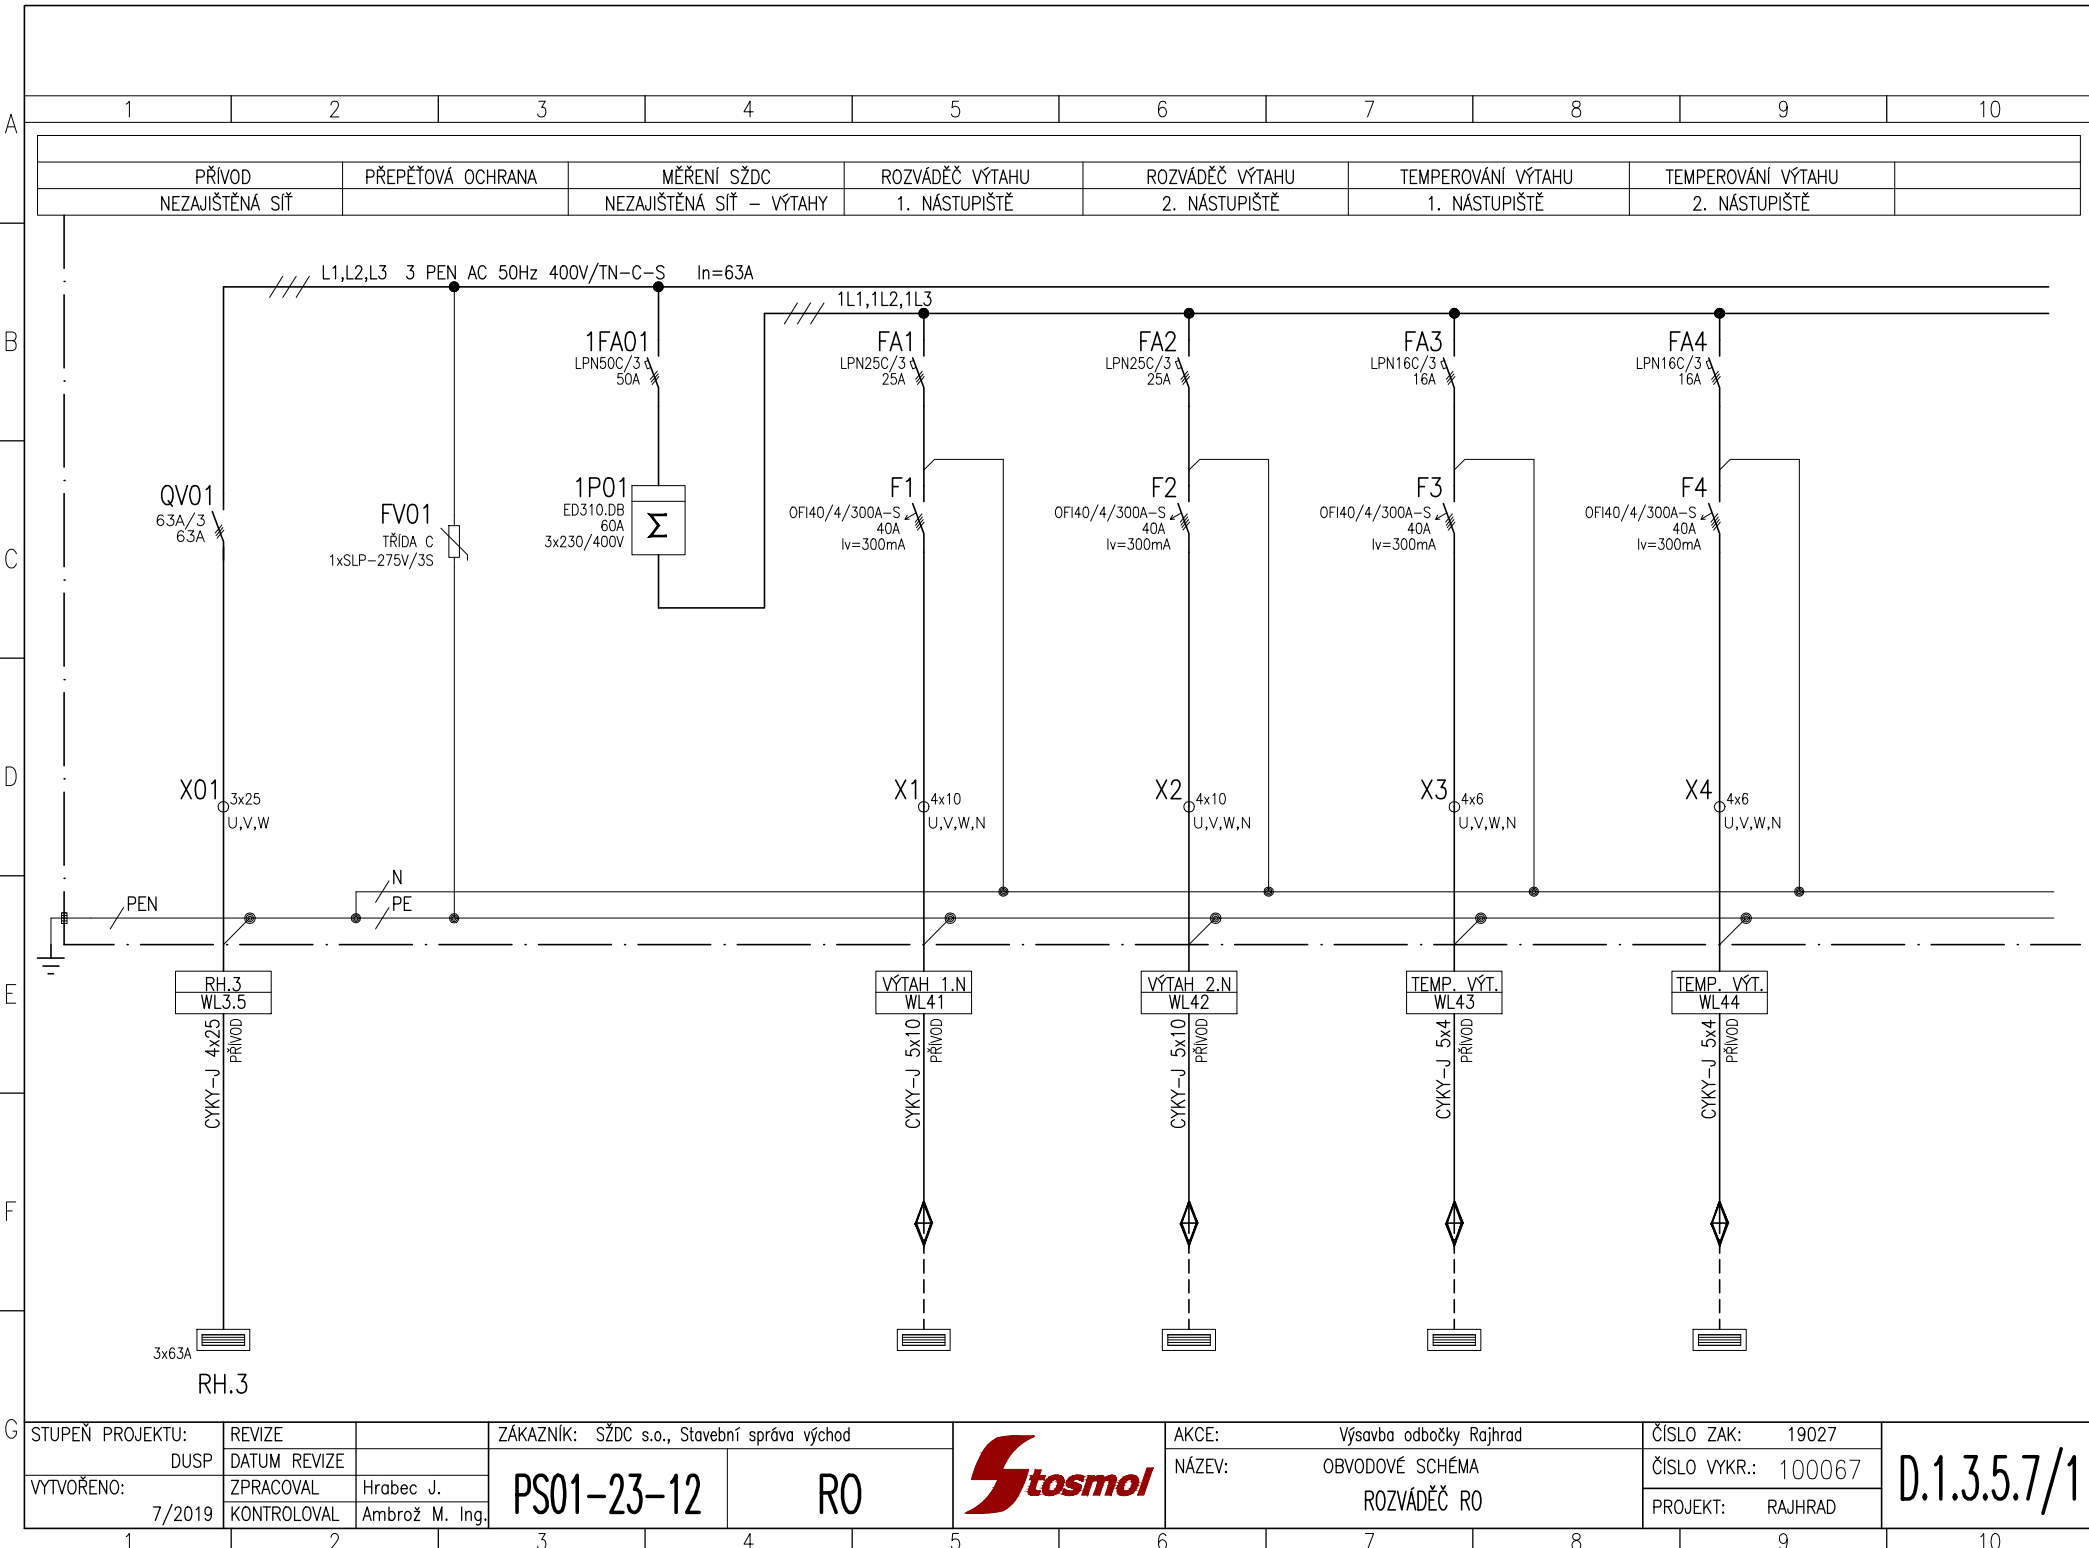 1 2 3 4 5 6 7 8 9 10
A
PŘÍVOD PŘEPĚŤOVÁ OCHRANA MĚŘENÍ SŽDC ROZVÁDĚČ VÝTAHU ROZVÁDĚČ VÝTAHU TEMPEROVÁNÍ VÝTAHU TEMPEROVÁNÍ VÝTAHU
NEZAJIŠTĚNÁ SÍŤ NEZAJIŠTĚNÁ SÍŤ - VÝTAHY 1. NÁSTUPIŠTĚ 2. NÁSTUPIŠTĚ 1. NÁSTUPIŠTĚ 2. NÁSTUPIŠTĚ
L1,L2,L3 3 PEN AC 50Hz 400V/TN-C-S In=63A
1L1,1L2,1L3
B
1FA01 FA1 FA2 FA3 FA4
LPN50C/3 LPN25C/3 LPN25C/3 LPN16C/3 LPN16C/3
50A 25A 25A 16A 16A
QV01
63A/3
63A
FV01
TŘÍDA C
1xSLP-275V/3S
1P01
ED310.DB
60A
3x230/400V
Σ
F1 F2 F3 F4
OFI40/4/300A-S OFI40/4/300A-S OFI40/4/300A-S OFI40/4/300A-S
40A 40A 40A 40A
Iv=300mA Iv=300mA Iv=300mA Iv=300mA
C
D
X01 3x25 X1 4x10 X2 4x10 X3 4x6 X4 4x6
U,V,W U,V,W,N U,V,W,N U,V,W,N U,V,W,N
N
PEN PE
E
RH.3 VÝTAH 1.N VÝTAH 2.N TEMP. VÝT. TEMP. VÝT.
WL3.5 WL41 WL42 WL43 WL44
CYKY-J 4x25 PŘÍVOD CYKY-J 5x10 PŘÍVOD CYKY-J 5x10 PŘÍVOD CYKY-J 5x4 PŘÍVOD CYKY-J 5x4 PŘÍVOD
F
3x63A
RH.3
G
STUPEŇ PROJEKTU:
DUSP
VYTVOŘENO:
7/2019
REVIZE
DATUM REVIZE
ZPRACOVAL Hrabec J.
KONTROLOVAL Ambrož M. Ing.
ZÁKAZNÍK: SŽDC s.o., Stavební správa východ
PS01-23-12 RO
Stosmol
AKCE: Výsavba odbočky Rajhrad
NÁZEV: OBVODOVÉ SCHÉMA
ROZVÁDĚČ RO
ČÍSLO ZAK: 19027
ČÍSLO VYKR.: 100067
PROJEKT: RAJHRAD
D.1.3.5.7/1
1 2 3 5 6 7 8 9 10